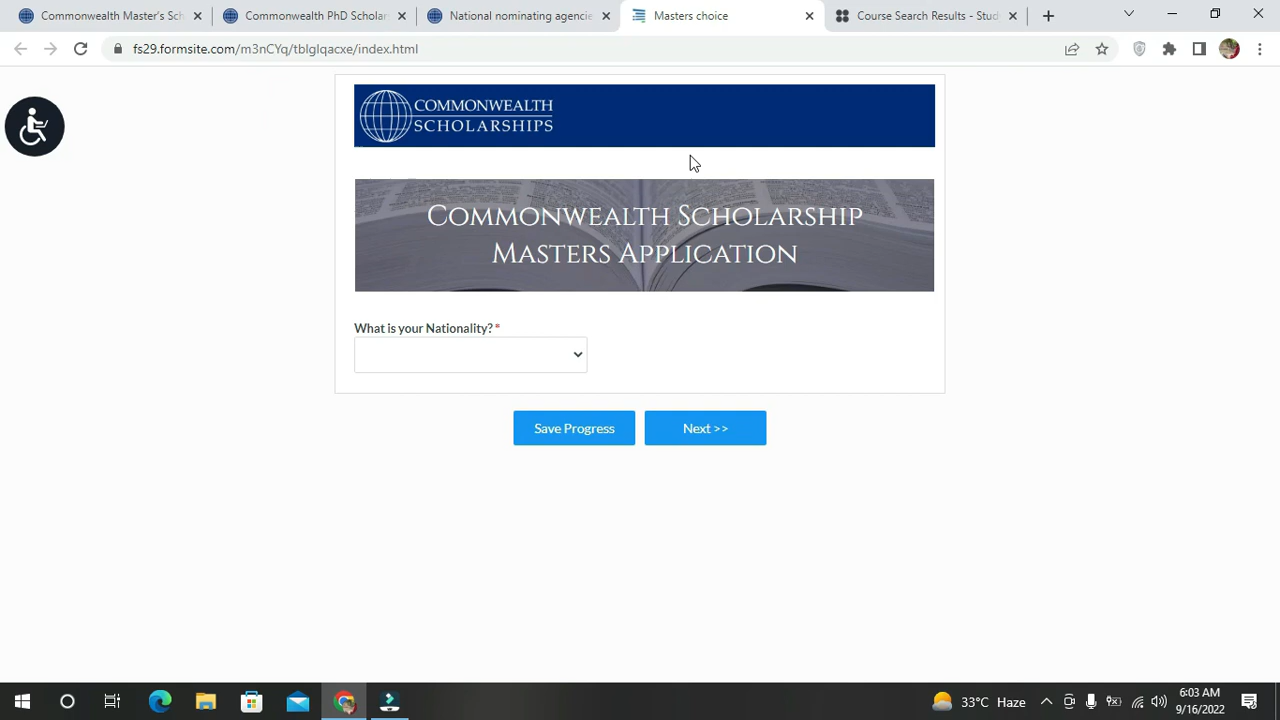 Commonwealth Master's Sch
Commonwealth PhD Scholar
National nominating agencie
Masters choice
Course Search Results - Stud
fs29.formsite.com/m3nCYq/tblglqacxe/index.html
COMMONWEALTH
SCHOLARSHIPS
COMMONWEALTH SCHOLARSHIP
MASTERS APPLICATION
What is your Nationality? *
Save Progress
Next >>
33°C Haze
6:03 AM
9/16/2022